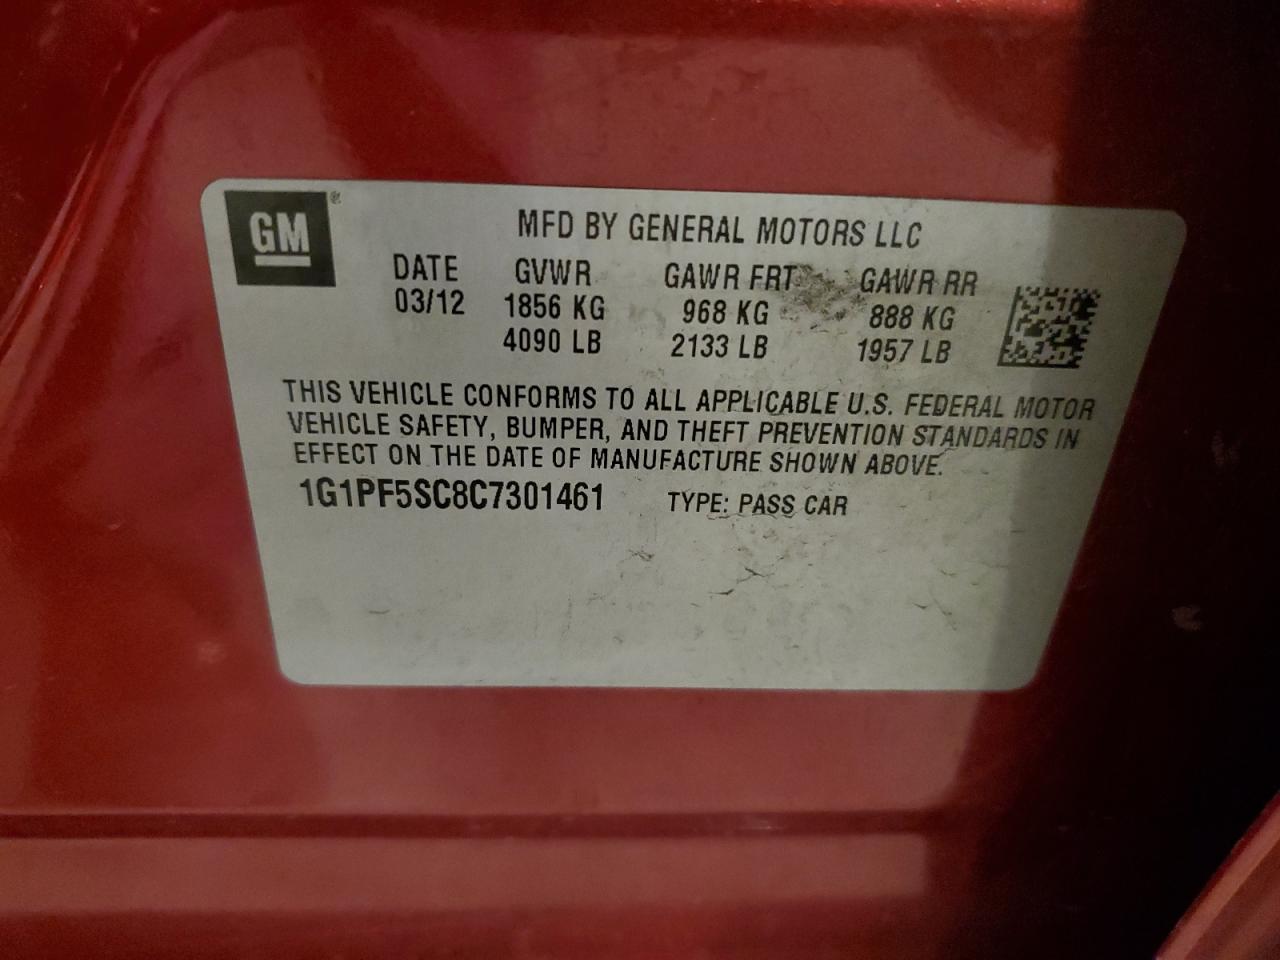 GM ®
MFD BY GENERAL MOTORS LLC
DATE GVWR GAWR FRT GAWR RR
03/12 1856 KG 968 KG 888 KG
4090 LB 2133 LB 1957 LB
THIS VEHICLE CONFORMS TO ALL APPLICABLE U.S. FEDERAL MOTOR
VEHICLE SAFETY, BUMPER, AND THEFT PREVENTION STANDARDS IN
EFFECT ON THE DATE OF MANUFACTURE SHOWN ABOVE.
1G1PF5SC8C7301461 TYPE: PASS CAR